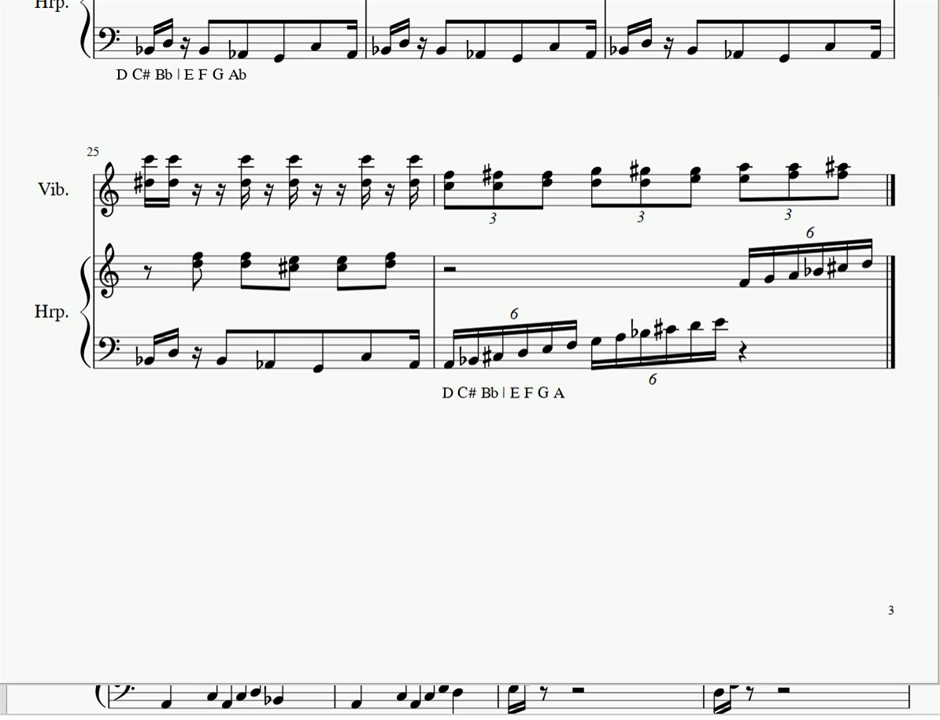 Hrp.
D C# Bb | E F G Ab
25
Vib.
3 3 3
6
Hrp.
6
6
D C# Bb | E F G A
3